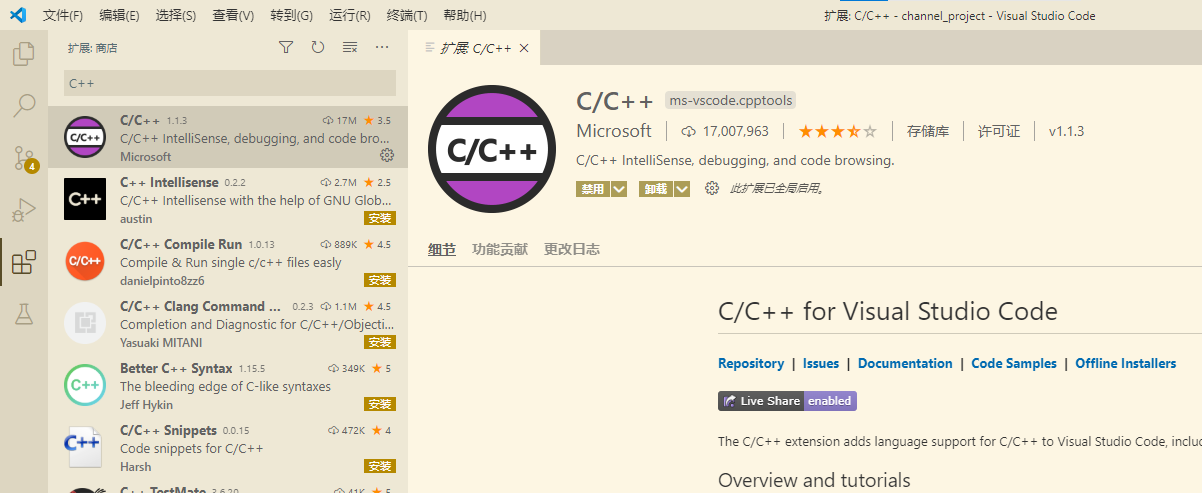 文件(F) 编辑(E) 选择(S) 查看(V) 转到(G) 运行(R) 终端(T) 帮助(H) 扩展: C/C++ - channel_project - Visual Studio Code
扩展: 商店
C++
4
C/C++ 1.1.3 17M 3.5
C/C++ IntelliSense, debugging, and code bro...
Microsoft
C++ Intellisense 0.2.2 2.7M 2.5
C/C++ Intellisense with the help of GNU Glob...
austin 安装
C/C++ Compile Run 1.0.13 889K 4.5
Compile & Run single c/c++ files easly
danielpinto8zz6 安装
C/C++ Clang Command ... 0.2.3 1.1M 4.5
Completion and Diagnostic for C/C++/Objecti...
Yasuaki MITANI 安装
Better C++ Syntax 1.15.5 349K 5
The bleeding edge of C-like syntaxes
Jeff Hykin 安装
C/C++ Snippets 0.0.15 472K 4
Code snippets for C/C++
Harsh 安装
C++ TestMate 3.6.20 41K 5
C/C++
C++
C/C++
C++
C++
扩展: C/C++
C/C++
C/C++ ms-vscode.cpptools
Microsoft 17,007,963 存储库 许可证 v1.1.3
C/C++ IntelliSense, debugging, and code browsing.
禁用 卸载 此扩展已全局启用。
细节 功能贡献 更改日志
C/C++ for Visual Studio Code
Repository | Issues | Documentation | Code Samples | Offline Installers
Live Share enabled
The C/C++ extension adds language support for C/C++ to Visual Studio Code, inclu
Overview and tutorials